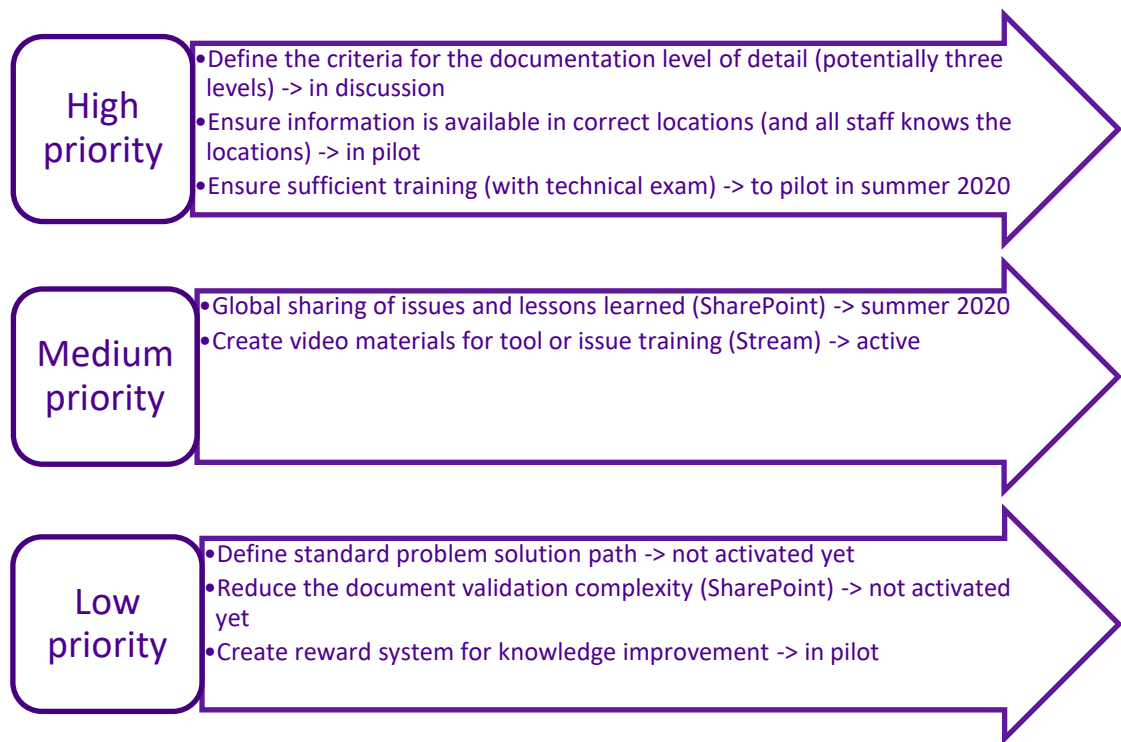 High
priority
•Define the criteria for the documentation level of detail (potentially three
levels) -> in discussion
•Ensure information is available in correct locations (and all staff knows the
locations) -> in pilot
•Ensure sufficient training (with technical exam) -> to pilot in summer 2020
Medium
priority
•Global sharing of issues and lessons learned (SharePoint) -> summer 2020
•Create video materials for tool or issue training (Stream) -> active
Low
priority
•Define standard problem solution path -> not activated yet
•Reduce the document validation complexity (SharePoint) -> not activated
yet
•Create reward system for knowledge improvement -> in pilot